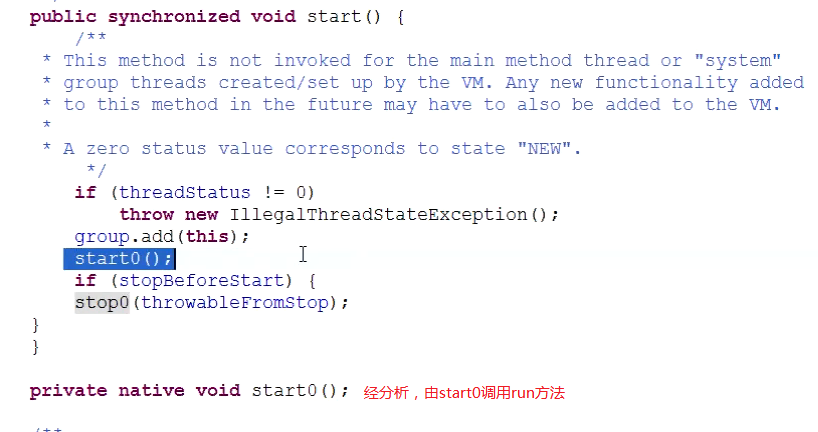 public synchronized void start() {
/**
* This method is not invoked for the main method thread or "system"
* group threads created/set up by the VM. Any new functionality added
* to this method in the future may have to also be added to the VM.
*
* A zero status value corresponds to state "NEW".
*/
if (threadStatus != 0)
throw new IllegalThreadStateException();
group.add(this);
start0();
if (stopBeforeStart) {
stop0(throwableFromStop);
}
}
private native void start0(); 经分析，由start0调用run方法
/**